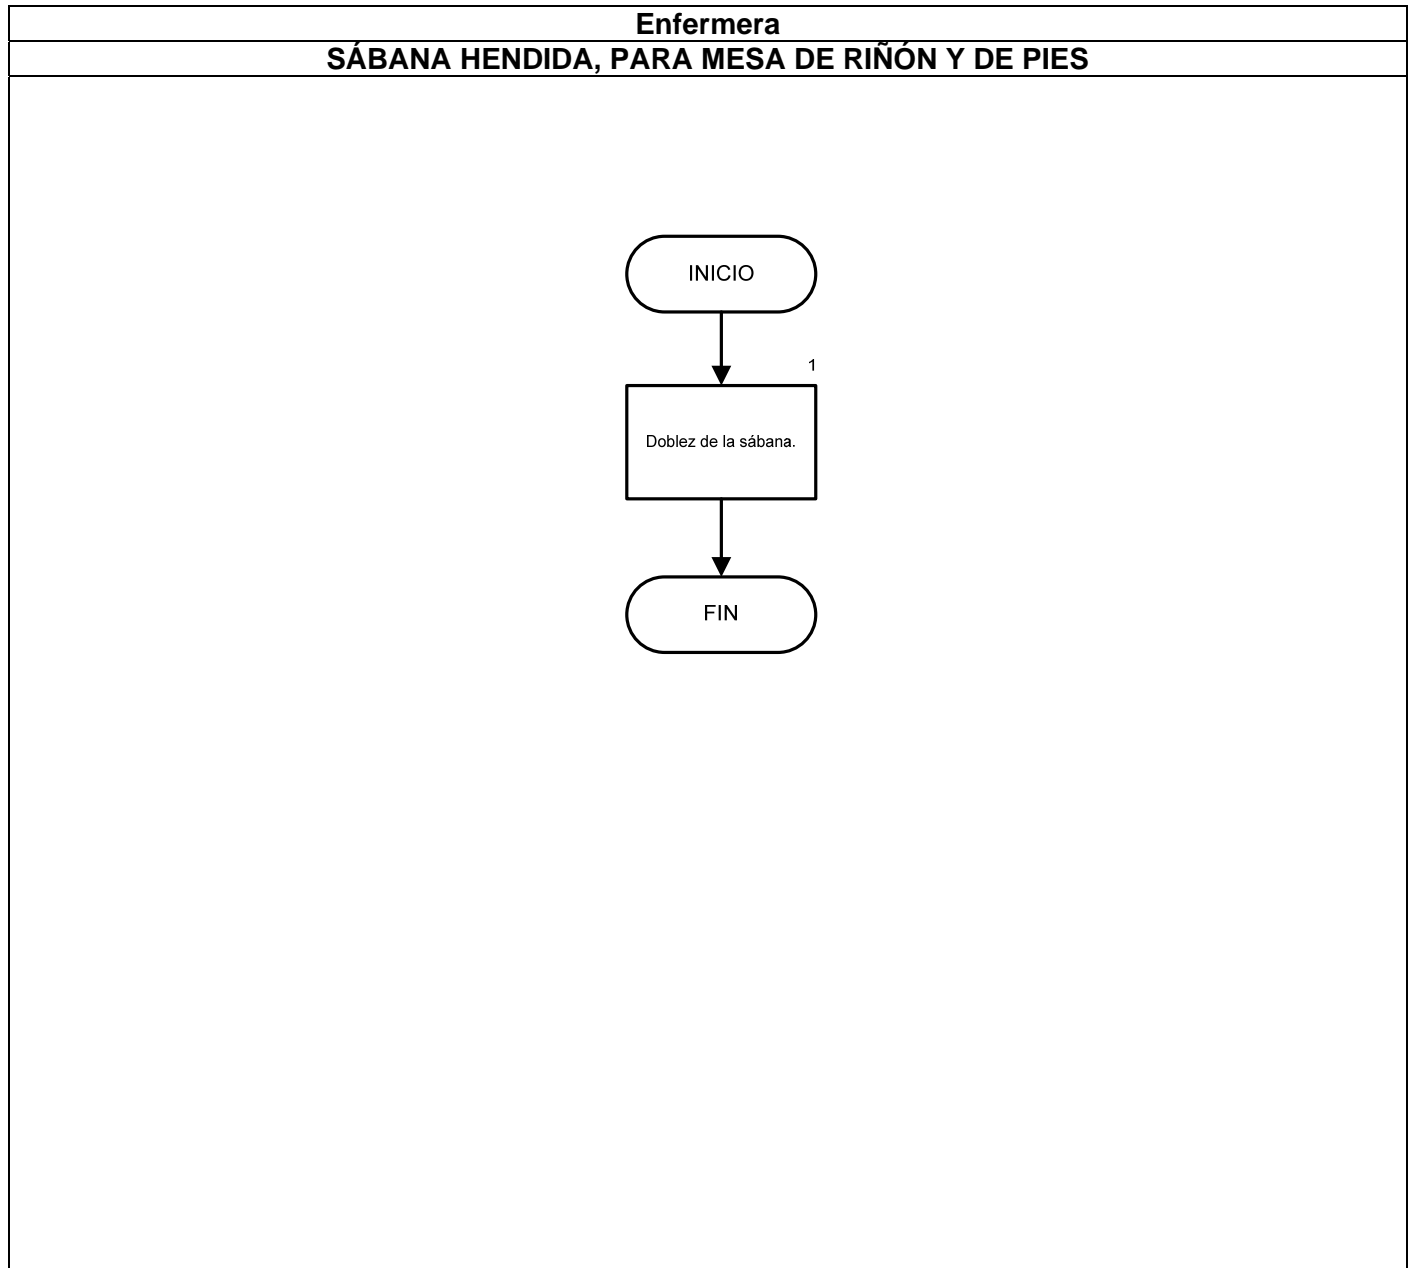 Enfermera
SÁBANA HENDIDA, PARA MESA DE RIÑÓN Y DE PIES
INICIO
1
Doblez de la sábana.
FIN